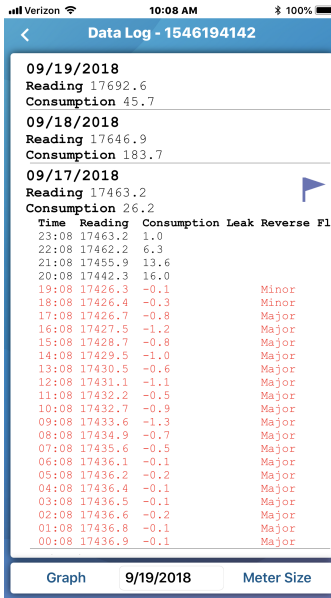 Verizon 10:08 AM 100%
Data Log - 1546194142
09/19/2018
Reading 17692.6
Consumption 45.7
09/18/2018
Reading 17646.9
Consumption 183.7
09/17/2018
Reading 17463.2
Consumption 26.2
Time Reading Consumption Leak Reverse Fl
23:08 17463.2 1.0
22:08 17462.2 6.3
21:08 17455.9 13.6
20:08 17442.3 16.0
19:08 17426.3 -0.1 Minor
18:08 17426.4 -0.3 Minor
17:08 17426.7 -0.8 Major
16:08 17427.5 -1.2 Major
15:08 17428.7 -0.8 Major
14:08 17429.5 -1.0 Major
13:08 17430.5 -0.6 Major
12:08 17431.1 -1.1 Major
11:08 17432.2 -0.5 Major
10:08 17432.7 -0.9 Major
09:08 17433.6 -1.3 Major
08:08 17434.9 -0.7 Major
07:08 17435.6 -0.5 Major
06:08 17436.1 -0.1 Major
05:08 17436.2 -0.2 Major
04:08 17436.4 -0.1 Major
03:08 17436.5 -0.1 Major
02:08 17436.6 -0.2 Major
01:08 17436.8 -0.1 Major
00:08 17436.9 -0.1 Major
Graph 9/19/2018 Meter Size